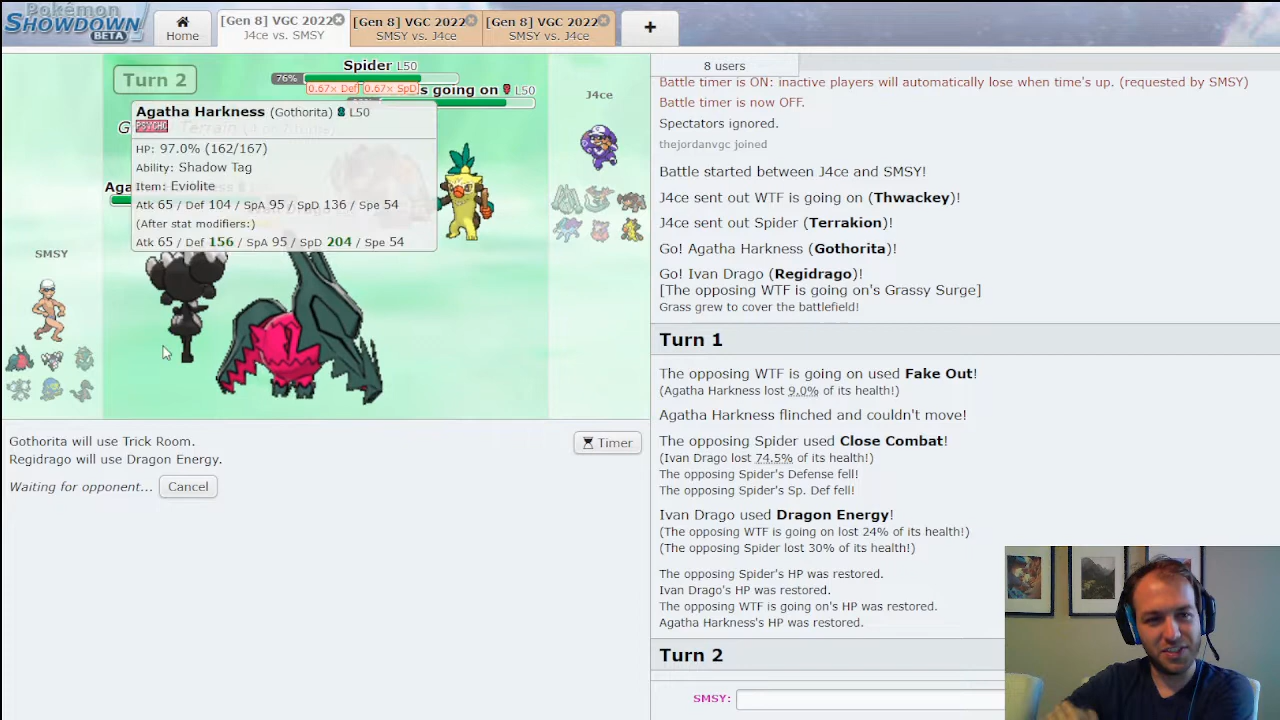 Pokémon
SHOWDOWN
BETA
Home
[Gen 8] VGC 2022
J4ce vs. SMSY
[Gen 8] VGC 2022
SMSY vs. J4ce
[Gen 8] VGC 2022
SMSY vs. J4ce
+
Turn 2
Spider L50
76%
0.67× Def 0.67× SpD
s going on L50
Agatha Harkness (Gothorita) L50
PSYCHC
HP: 97.0% (162/167)
Ability: Shadow Tag
Item: Eviolite
Atk 65 / Def 104 / SpA 95 / SpD 136 / Spe 54
(After stat modifiers:)
Atk 65 / Def 156 / SpA 95 / SpD 204 / Spe 54
J4ce
SMSY
Gothorita will use Trick Room.
Regidrago will use Dragon Energy.
Waiting for opponent...
Cancel
Timer
8 users
Battle timer is ON: inactive players will automatically lose when time's up. (requested by SMSY)
Battle timer is now OFF.
Spectators ignored.
thejordanvgc joined
Battle started between J4ce and SMSY!
J4ce sent out WTF is going on (Thwackey)!
J4ce sent out Spider (Terrakion)!
Go! Agatha Harkness (Gothorita)!
Go! Ivan Drago (Regidrago)!
[The opposing WTF is going on's Grassy Surge]
Grass grew to cover the battlefield!
Turn 1
The opposing WTF is going on used Fake Out!
(Agatha Harkness lost 9.0% of its health!)
Agatha Harkness flinched and couldn't move!
The opposing Spider used Close Combat!
(Ivan Drago lost 74.5% of its health!)
The opposing Spider's Defense fell!
The opposing Spider's Sp. Def fell!
Ivan Drago used Dragon Energy!
(The opposing WTF is going on lost 24% of its health!)
(The opposing Spider lost 30% of its health!)
The opposing Spider's HP was restored.
Ivan Drago's HP was restored.
The opposing WTF is going on's HP was restored.
Agatha Harkness's HP was restored.
Turn 2
SMSY: